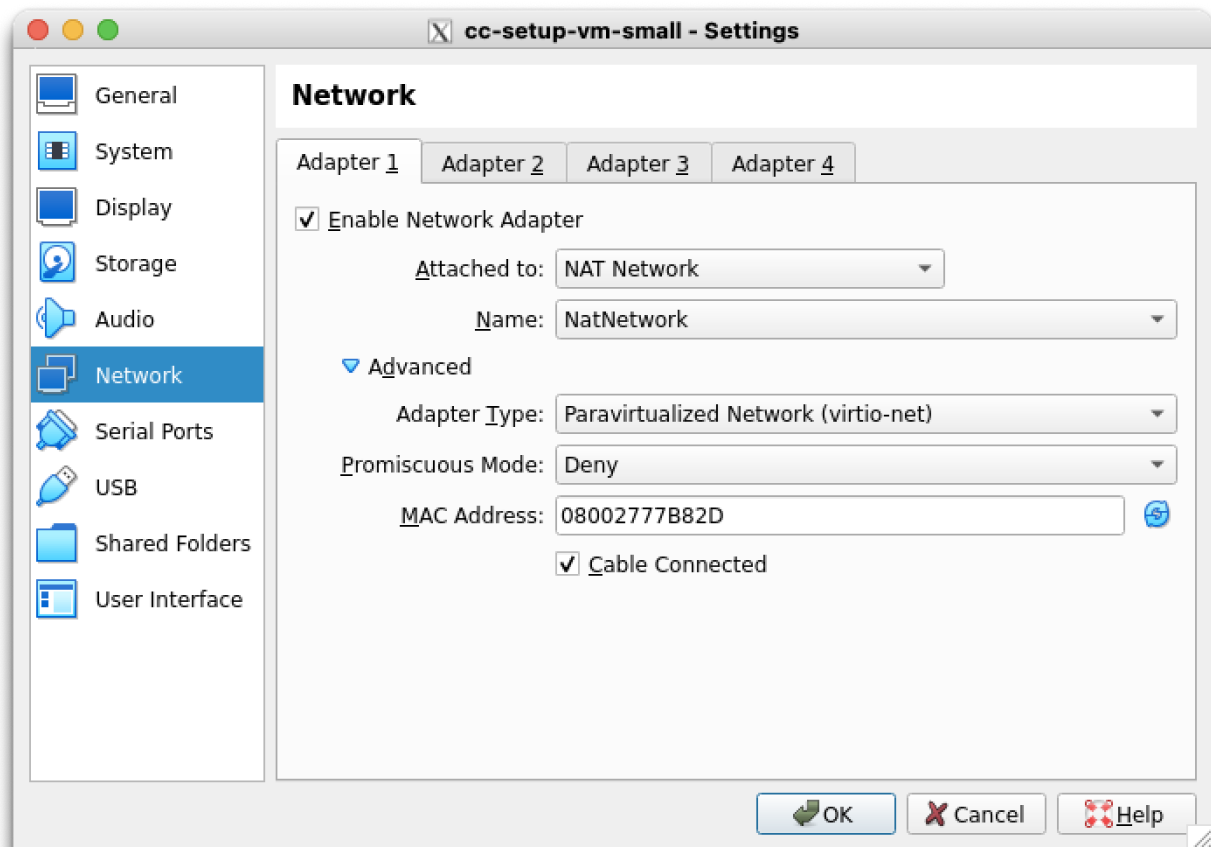 cc-setup-vm-small - Settings
General
System
Display
Storage
Audio
Network
Serial Ports
USB
Shared Folders
User Interface
Network
Adapter 1 Adapter 2 Adapter 3 Adapter 4
Enable Network Adapter
Attached to: NAT Network
Name: NatNetwork
Advanced
Adapter Type: Paravirtualized Network (virtio-net)
Promiscuous Mode: Deny
MAC Address: 08002777B82D
Cable Connected
OK Cancel Help